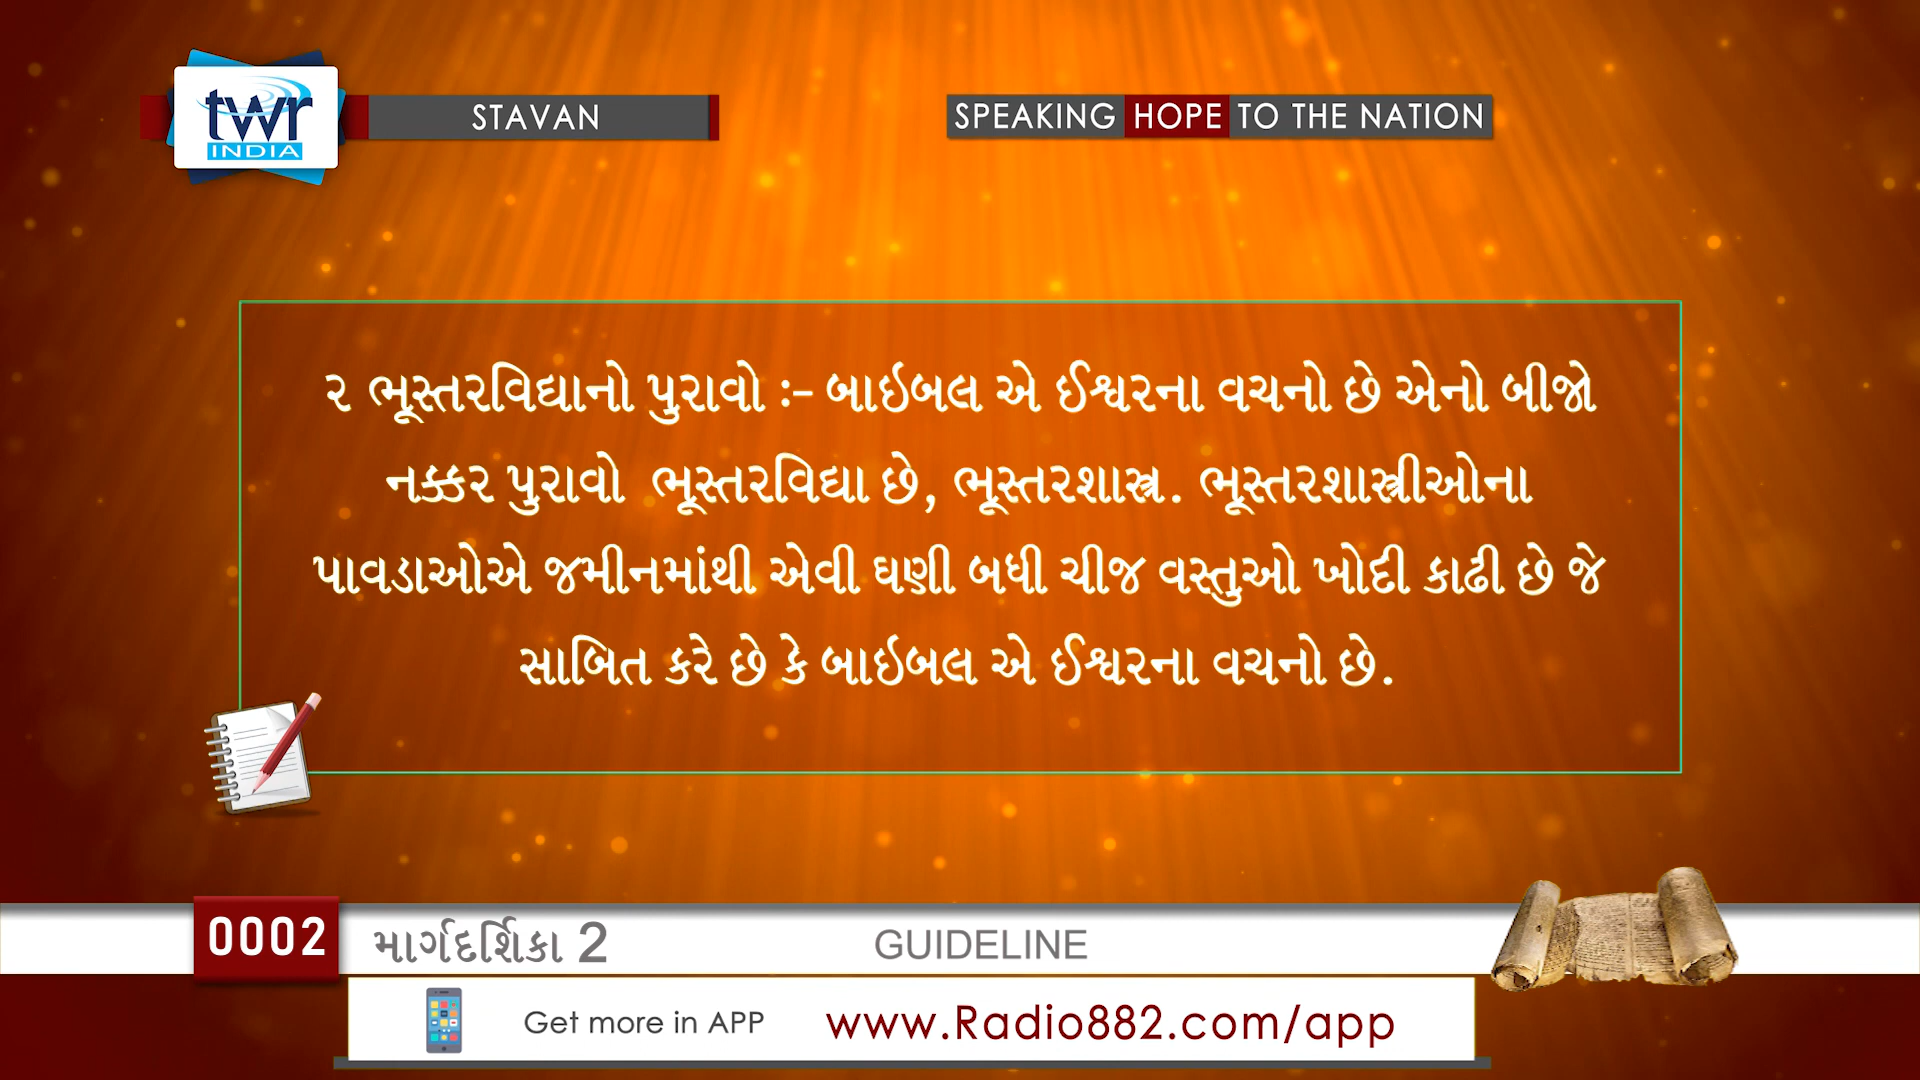 twr
INDIA
STAVAN
SPEAKING HOPE TO THE NATION
૨ ભૂસ્તરવિદ્યાનો પુરાવો :- બાઇબલ એ ઈશ્વરના વચનો છે એનો બીજો
નક્કર પુરાવો ભૂસ્તરવિદ્યા છે, ભૂસ્તરશાસ્ત્ર. ભૂસ્તરશાસ્ત્રીઓના
પાવડાઓએ જમીનમાંથી એવી ઘણી બધી ચીજ વસ્તુઓ ખોદી કાઢી છે જે
સાબિત કરે છે કે બાઇબલ એ ઈશ્વરના વચનો છે.
0002 માર્ગદર્શિકા 2 GUIDELINE
Get more in APP www.Radio882.com/app